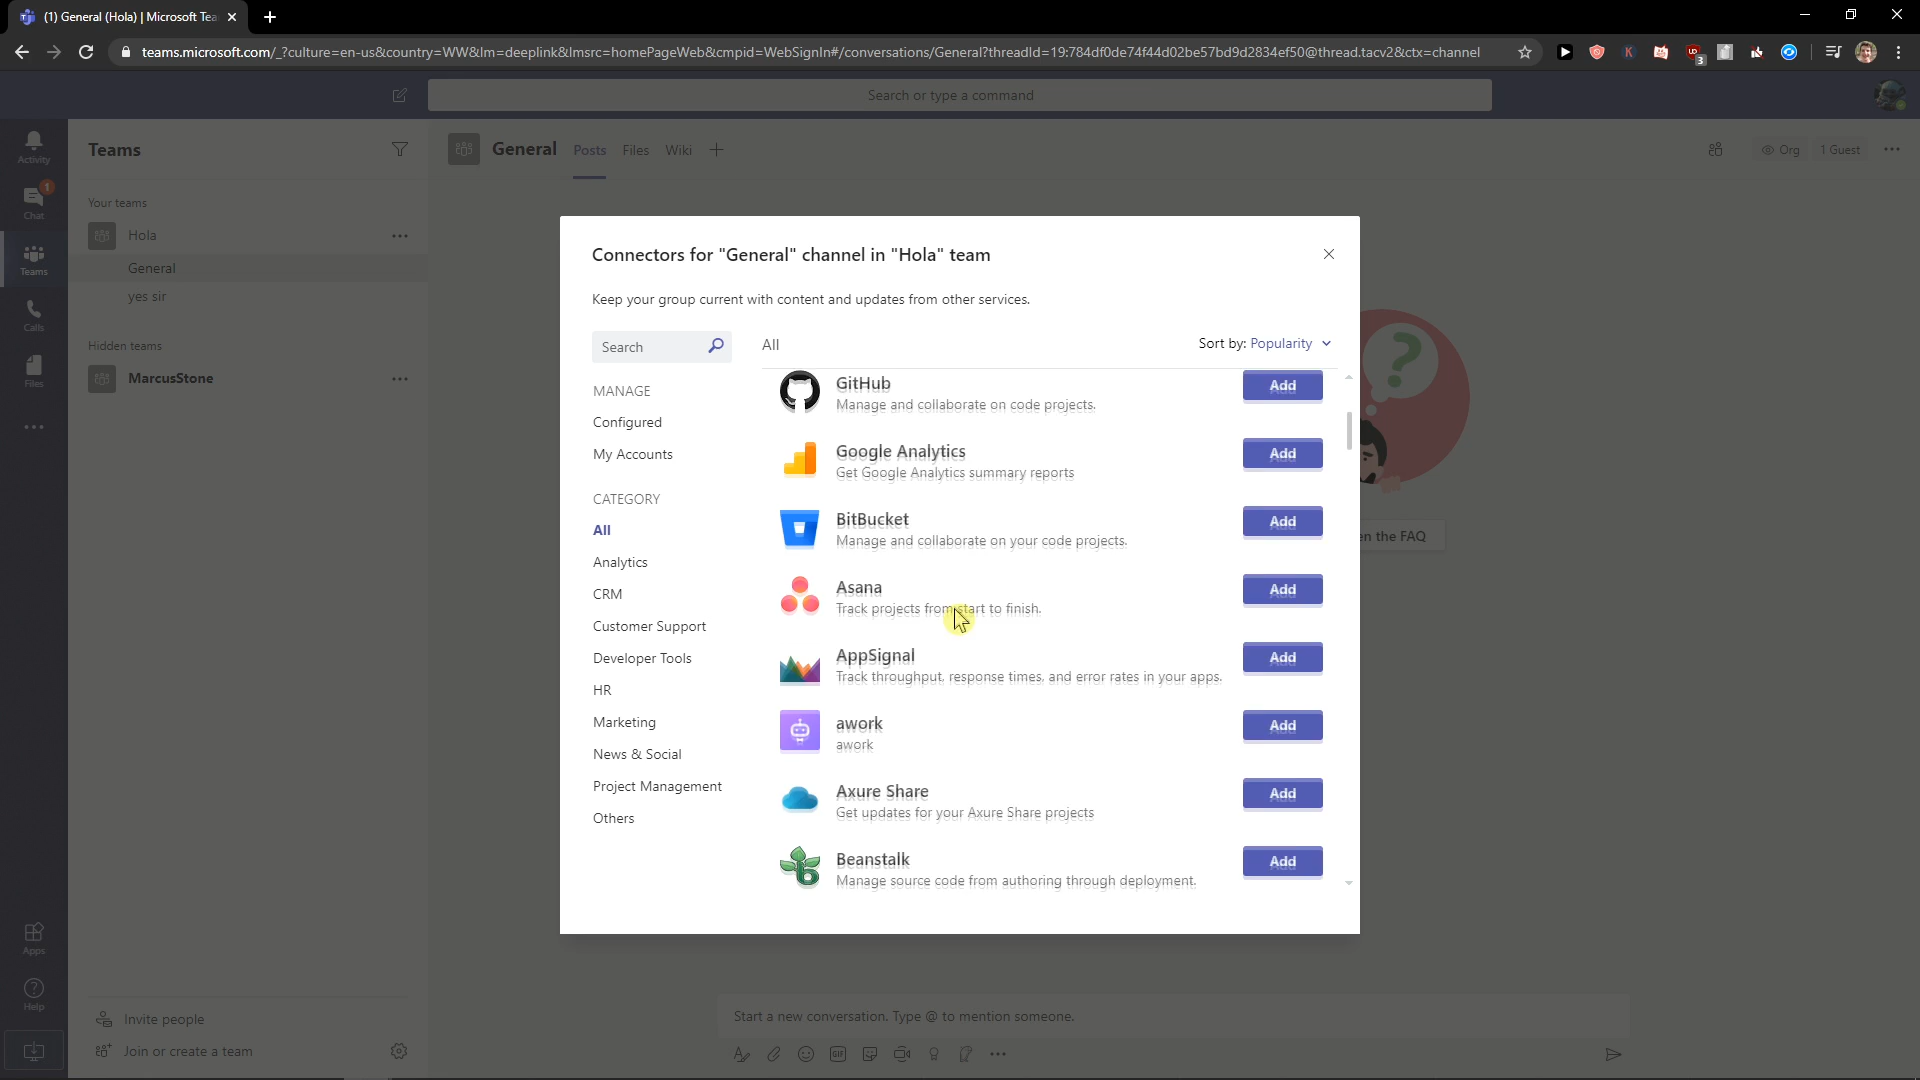 (1) General (Hola) | Microsoft Tea
teams.microsoft.com/_?culture=en-us&country=WW&lm=deeplink&lmsrc=homePageWeb&cmpid=WebSignIn#/conversations/General?threadId=19:784df0de74f44d02be57bd9d2834ef50@thread.tacv2&ctx=channel
3
Search or type a command
Activity
1
Chat
Teams
Calls
Files
Apps
Help
Teams
Your teams
Hola
General
yes sir
Hidden teams
MarcusStone
Invite people
Join or create a team
General
Posts
Files
Wiki
Org
1 Guest
Connectors for "General" channel in "Hola" team
Keep your group current with content and updates from other services.
Search
All
Sort by: Popularity
MANAGE
Configured
My Accounts
CATEGORY
All
Analytics
CRM
Customer Support
Developer Tools
HR
Marketing
News & Social
Project Management
Others
GitHub
Manage and collaborate on code projects.
Add
Google Analytics
Get Google Analytics summary reports
Add
BitBucket
Manage and collaborate on your code projects.
Add
Asana
Track projects from start to finish.
Add
AppSignal
Track throughput, response times, and error rates in your apps.
Add
awork
awork
Add
Axure Share
Get updates for your Axure Share projects
Add
Beanstalk
Manage source code from authoring through deployment.
Add
?
en the FAQ
Start a new conversation. Type @ to mention someone.
GIF